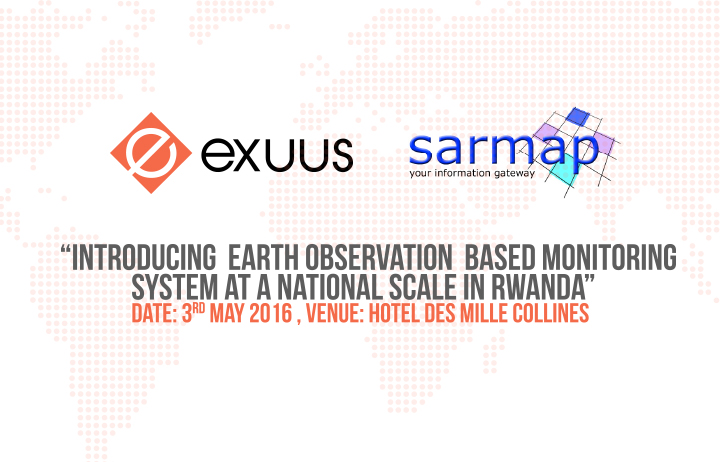 exuus
sarmap
your information gateway
“INTRODUCING EARTH OBSERVATION BASED MONITORING
SYSTEM AT A NATIONAL SCALE IN RWANDA”
DATE: 3RD MAY 2016 , VENUE: HOTEL DES MILLE COLLINES